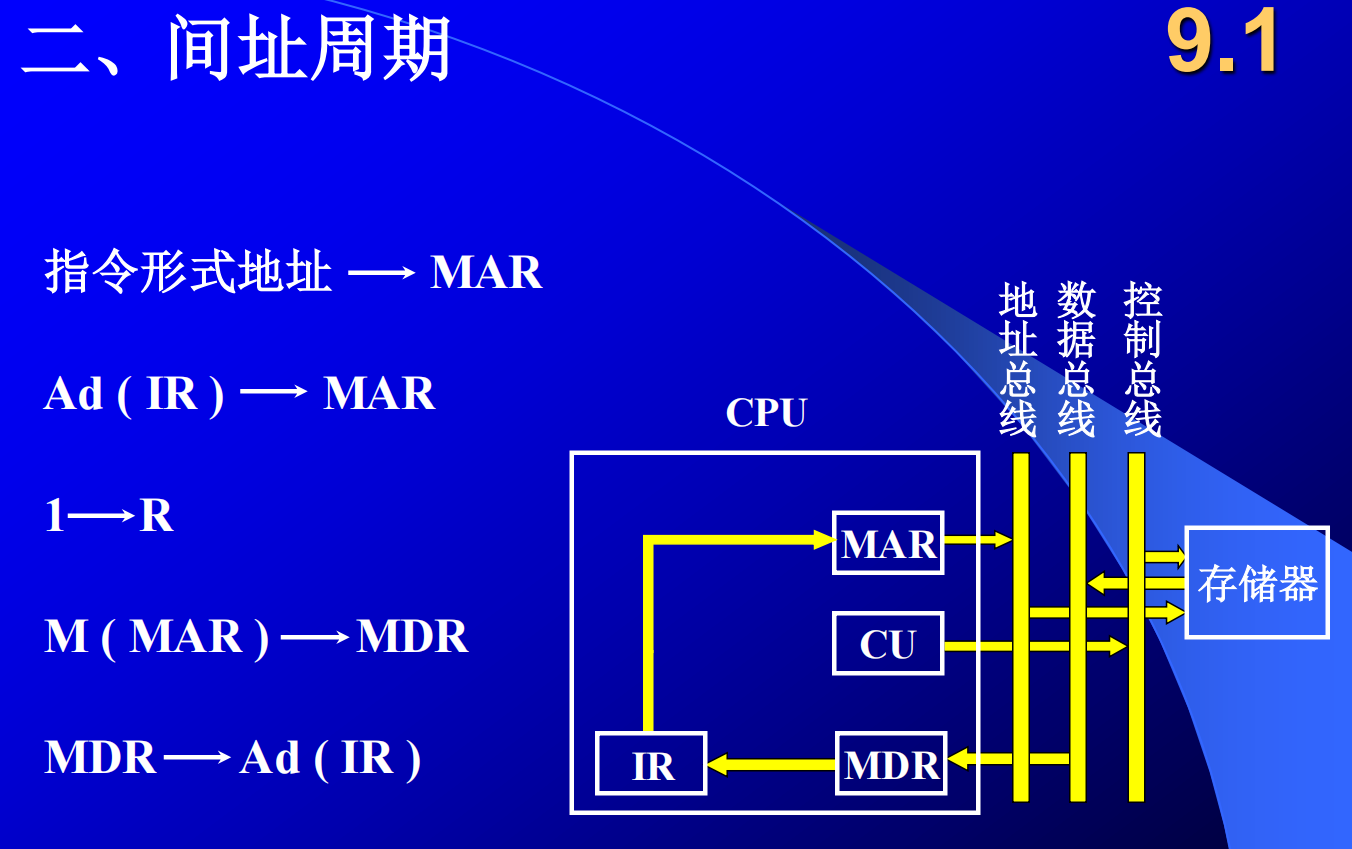 二、间址周期
9.1
指令形式地址 ⟶ MAR
Ad ( IR ) ⟶ MAR
1⟶R
M ( MAR ) ⟶MDR
MDR⟶Ad ( IR )
CPU
地址总线
数据总线
控制总线
MAR
存储器
CU
IR
MDR